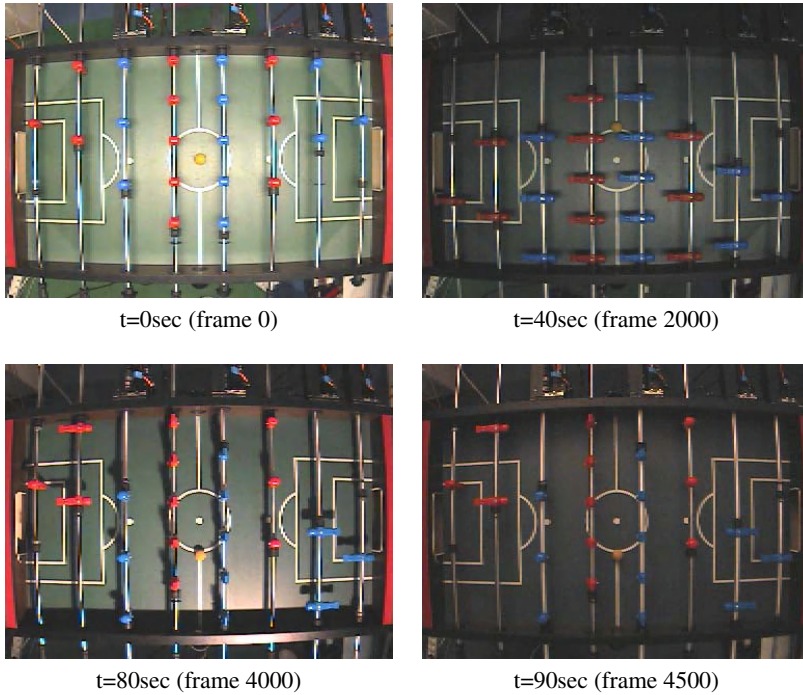 t=0sec (frame 0)
t=40sec (frame 2000)
t=80sec (frame 4000)
t=90sec (frame 4500)